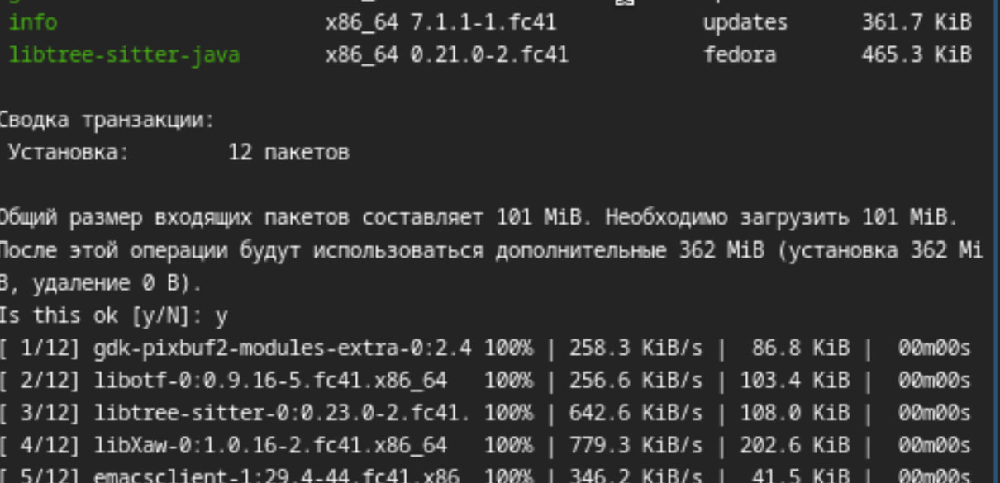 info x86_64 7.1.1-1.fc41 updates 361.7 KiB
libtree-sitter-java x86_64 0.21.0-2.fc41 fedora 465.3 KiB
Сводка транзакции:
Установка: 12 пакетов
Общий размер входящих пакетов составляет 101 MiB. Необходимо загрузить 101 MiB.
После этой операции будут использоваться дополнительные 362 MiB (установка 362 Mi
B, удаление 0 B).
Is this ok [y/N]: y
[ 1/12] gdk-pixbuf2-modules-extra-0:2.4 100% | 258.3 KiB/s | 86.8 KiB | 00m00s
[ 2/12] libotf-0:0.9.16-5.fc41.x86_64 100% | 256.6 KiB/s | 103.4 KiB | 00m00s
[ 3/12] libtree-sitter-0:0.23.0-2.fc41. 100% | 642.6 KiB/s | 108.0 KiB | 00m00s
[ 4/12] libXaw-0:1.0.16-2.fc41.x86_64 100% | 779.3 KiB/s | 202.6 KiB | 00m00s
[ 5/12] emacsclient-1:29.4-44.fc41.x86 100% | 346.2 KiB/s | 41.5 KiB | 00m00s